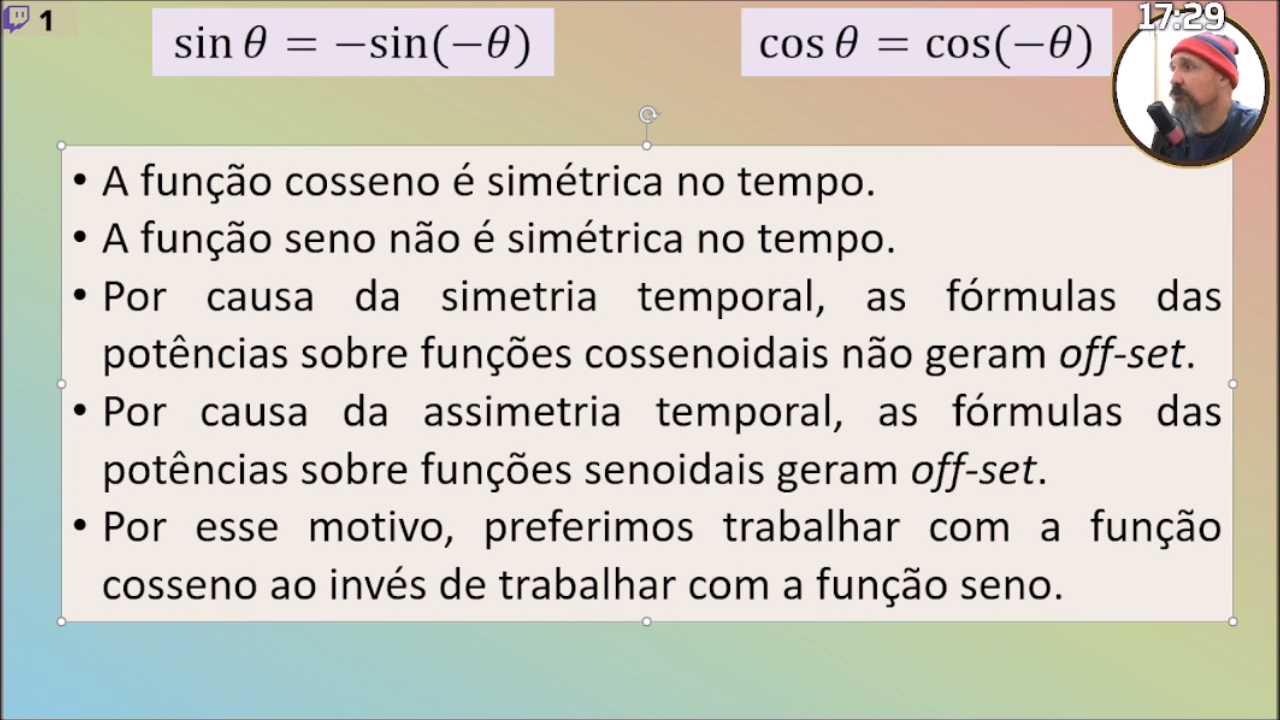 1
17:29
sin θ = −sin(−θ)
cos θ = cos(−θ)
• A função cosseno é simétrica no tempo.
• A função seno não é simétrica no tempo.
• Por causa da simetria temporal, as fórmulas das
potências sobre funções cossenoidais não geram off-set.
• Por causa da assimetria temporal, as fórmulas das
potências sobre funções senoidais geram off-set.
• Por esse motivo, preferimos trabalhar com a função
cosseno ao invés de trabalhar com a função seno.